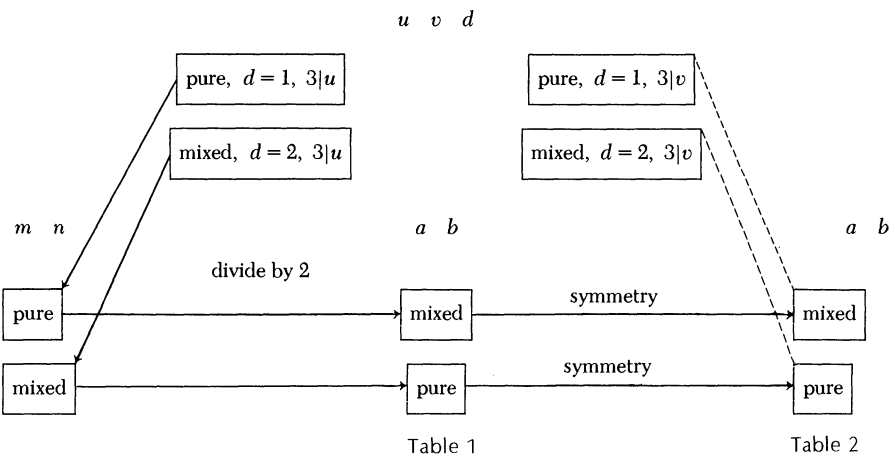 u v d
pure, d = 1, 3|u
pure, d = 1, 3|v
mixed, d = 2, 3|u
mixed, d = 2, 3|v
m n
a b
a b
divide by 2
symmetry
pure
mixed
mixed
symmetry
mixed
pure
pure
Table 1
Table 2